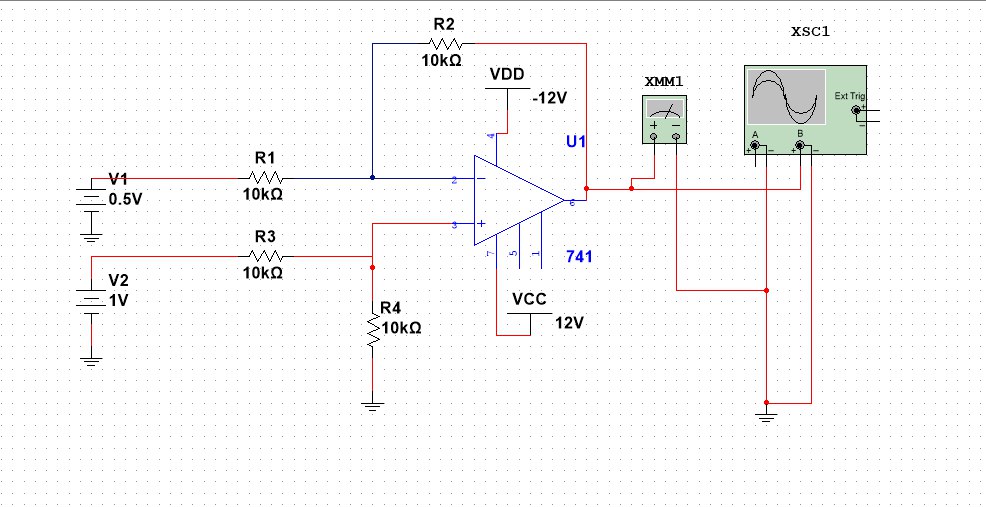 XSC1
R2
10kΩ
VDD
-12V
XMM1
+ −
Ext Trig
+
−
A B
+ − + −
U1
4
R1
10kΩ
V1
0.5V
2
3
6
7 5 1
741
R3
10kΩ
V2
1V
R4
10kΩ
VCC
12V